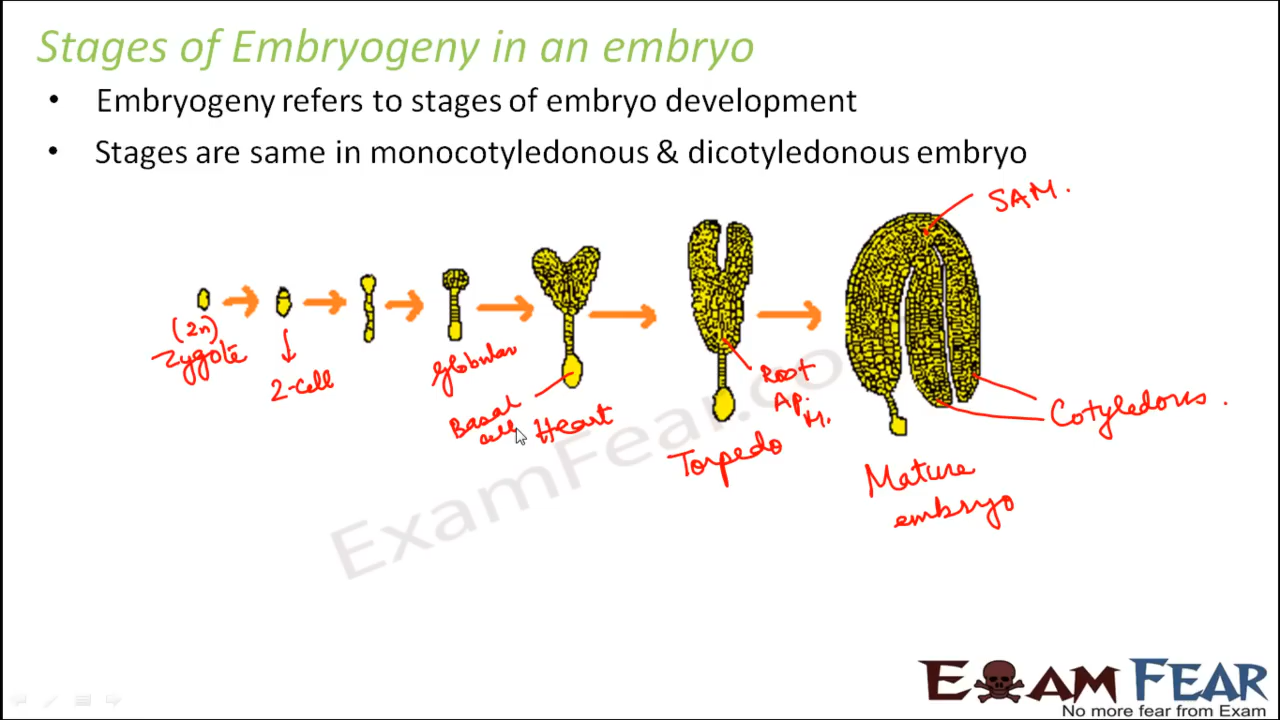 Stages of Embryogeny in an embryo
• Embryogeny refers to stages of embryo development
• Stages are same in monocotyledonous & dicotyledonous embryo
SAM.
(2n)
Zygote
2-cell
Globular
Basal
cell
Heart
Root
Ap.
M.
Torpedo
Cotyledons.
Mature
embryo
ExamFear.co
EXAM FEAR
No more fear from Exam